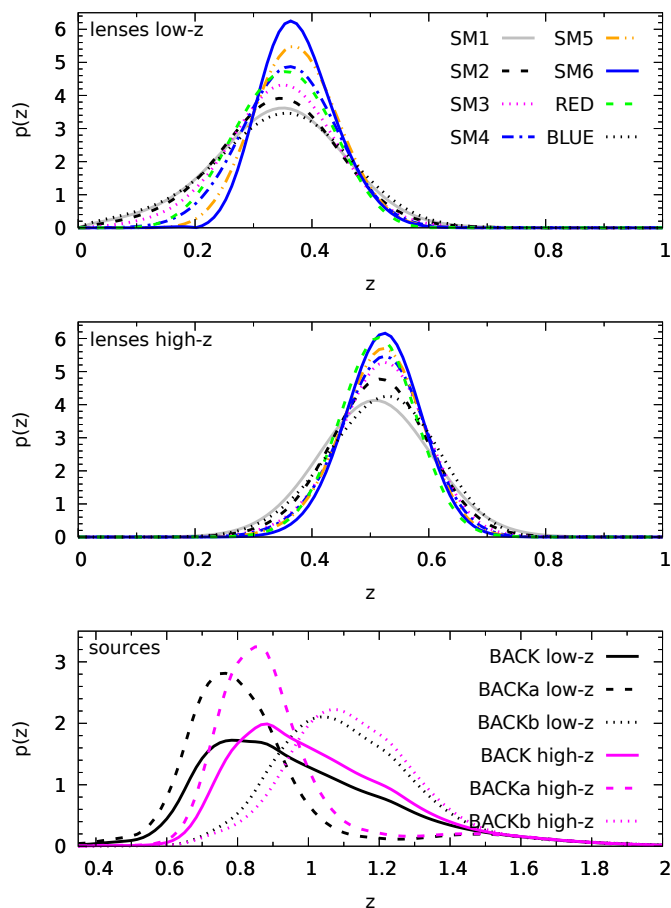 lenses low-z
p(z)
6
5
4
3
2
1
0
SM1 SM5
SM2 SM6
SM3 RED
SM4 BLUE
0 0.2 0.4 0.6 0.8 1
z
lenses high-z
p(z)
6
5
4
3
2
1
0
0 0.2 0.4 0.6 0.8 1
z
sources
p(z)
3
2
1
0
BACK low-z
BACKa low-z
BACKb low-z
BACK high-z
BACKa high-z
BACKb high-z
0.4 0.6 0.8 1 1.2 1.4 1.6 1.8 2
z